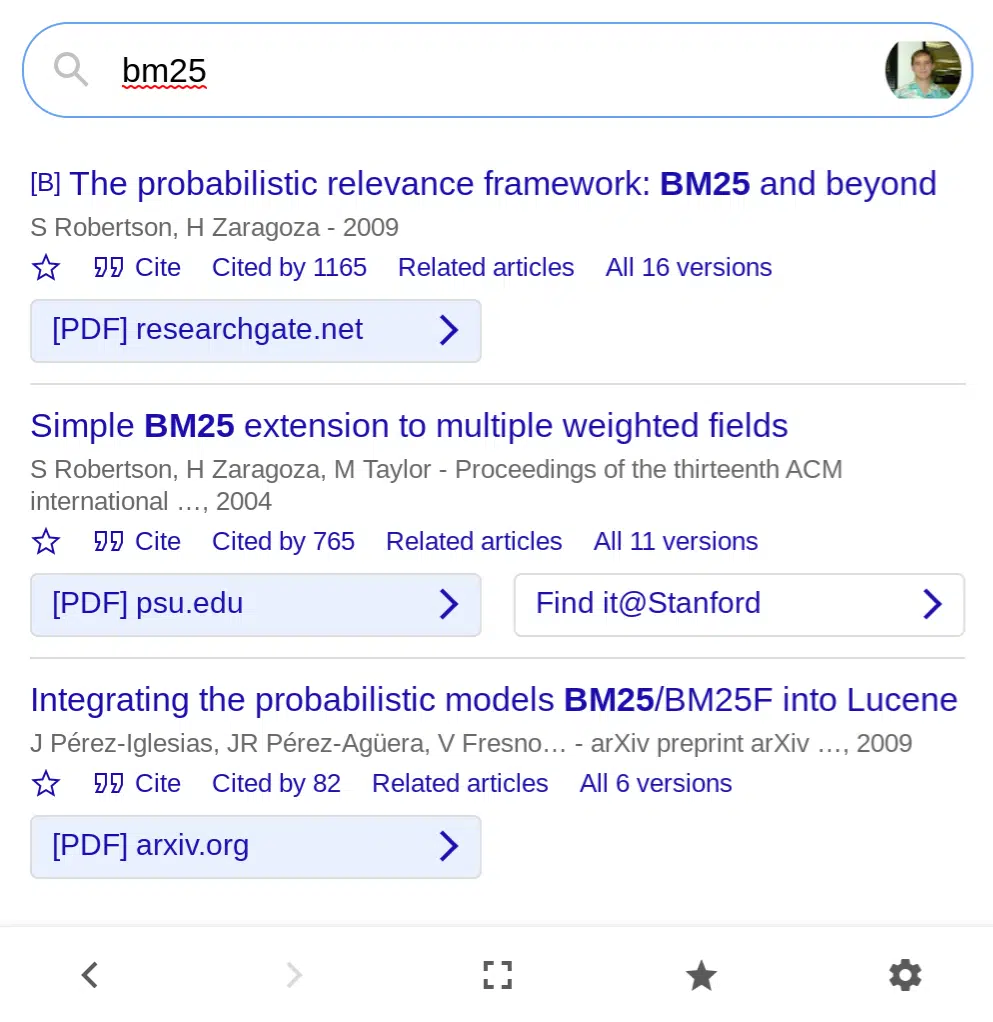 bm25
[B] The probabilistic relevance framework: BM25 and beyond
S Robertson, H Zaragoza - 2009
Cite Cited by 1165 Related articles All 16 versions
[PDF] researchgate.net
Simple BM25 extension to multiple weighted fields
S Robertson, H Zaragoza, M Taylor - Proceedings of the thirteenth ACM
international …, 2004
Cite Cited by 765 Related articles All 11 versions
[PDF] psu.edu Find it@Stanford
Integrating the probabilistic models BM25/BM25F into Lucene
J Pérez-Iglesias, JR Pérez-Agüera, V Fresno… - arXiv preprint arXiv …, 2009
Cite Cited by 82 Related articles All 6 versions
[PDF] arxiv.org